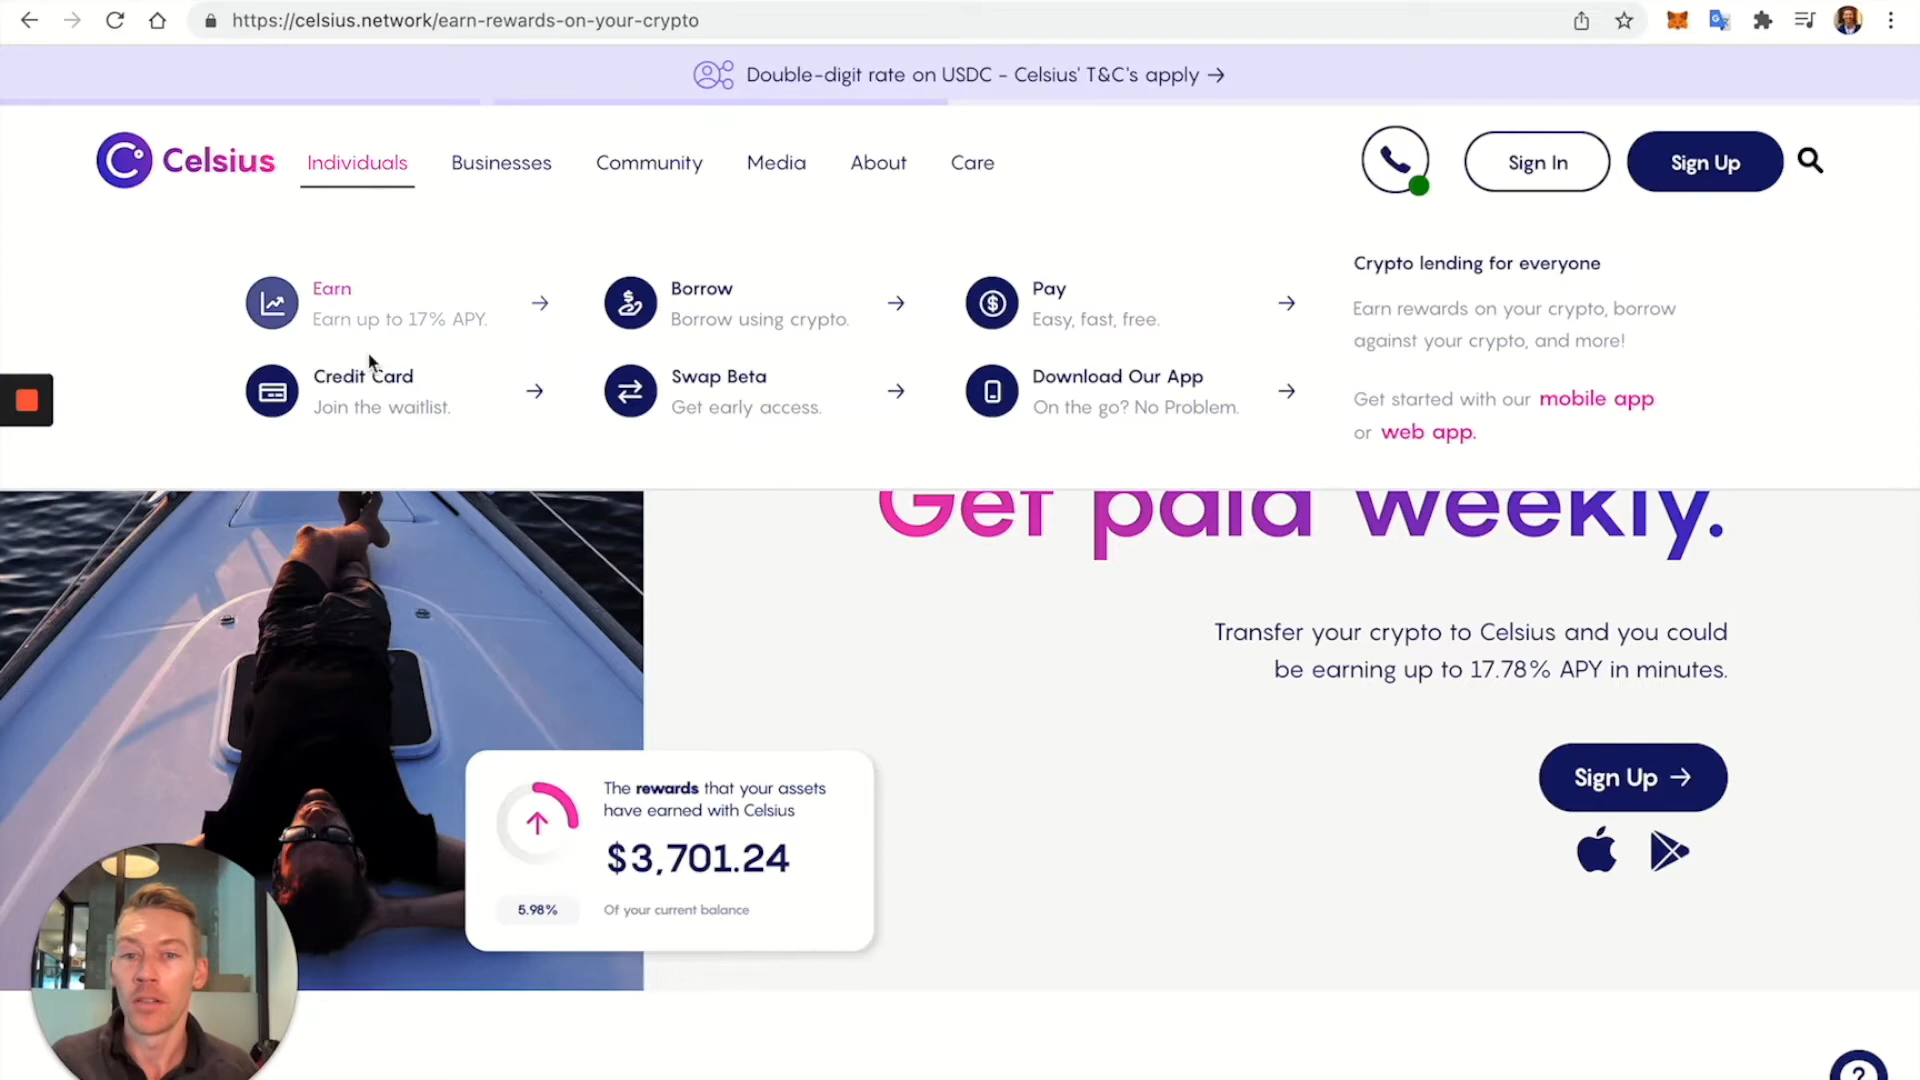 https://celsius.network/earn-rewards-on-your-crypto
Double-digit rate on USDC - Celsius' T&C's apply →
Celsius
Individuals
Businesses
Community
Media
About
Care
Sign In
Sign Up
Earn
Earn up to 17% APY.
Borrow
Borrow using crypto.
Pay
Easy, fast, free.
Credit Card
Join the waitlist.
Swap Beta
Get early access.
Download Our App
On the go? No Problem.
Crypto lending for everyone
Earn rewards on your crypto, borrow
against your crypto, and more!
Get started with our mobile app
or web app.
Get paid weekly.
Transfer your crypto to Celsius and you could
be earning up to 17.78% APY in minutes.
Sign Up →
The rewards that your assets
have earned with Celsius
$3,701.24
5.98%
Of your current balance
?